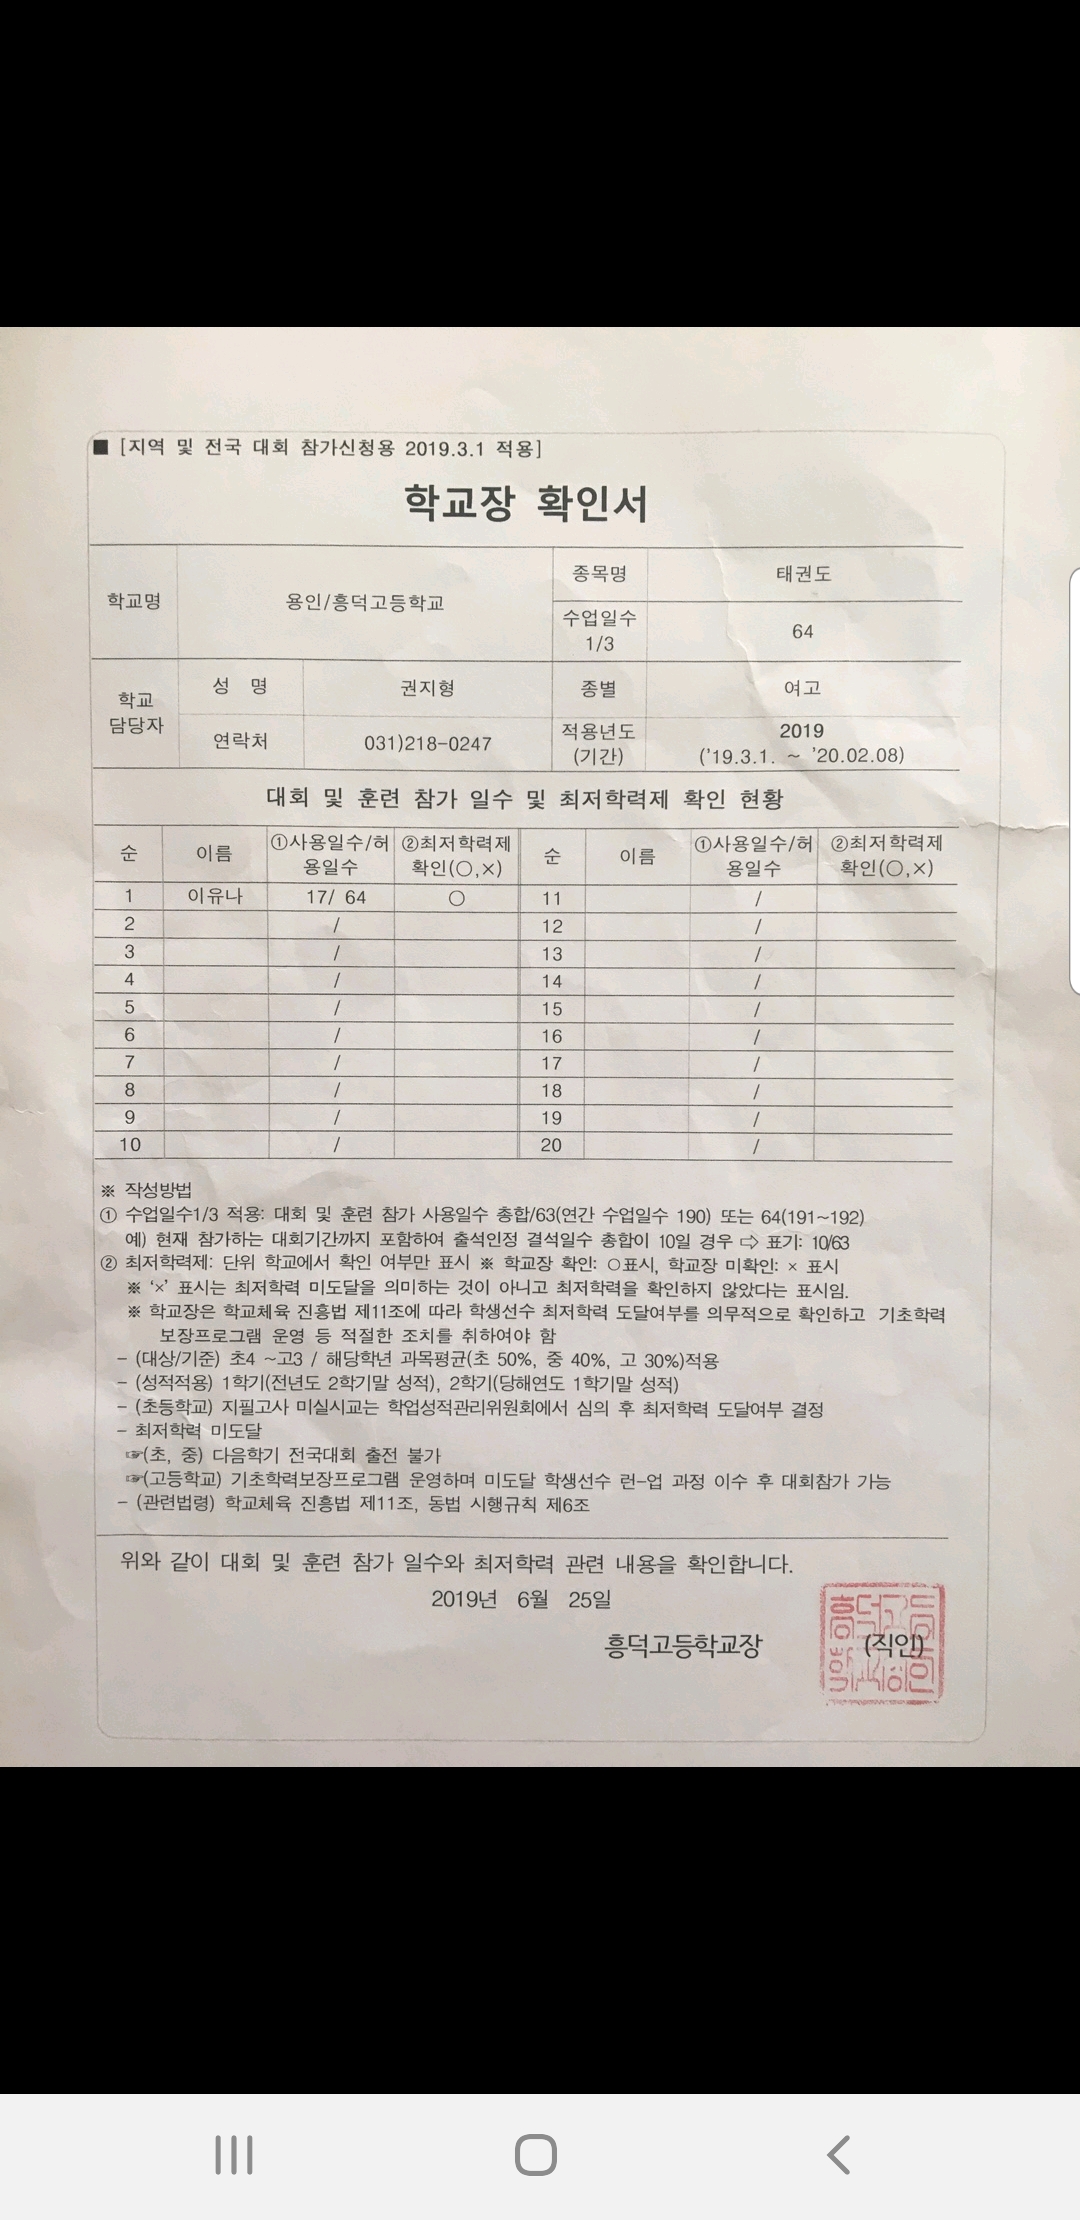 ■ [지역 및 전국 대회 참가신청용 2019.3.1 적용]
학교장 확인서
학교명 용인/흥덕고등학교 종목명 태권도
수업일수 1/3 64
학교 담당자 성 명 권지형 종별 여고
연락처 031)218-0247 적용년도 (기간) 2019 ('19.3.1. ~ '20.02.08)
대회 및 훈련 참가 일수 및 최저학력제 확인 현황
순 이름 ①사용일수/허용일수 ②최저학력제 확인(○,×) 순 이름 ①사용일수/허용일수 ②최저학력제 확인(○,×)
1 이유나 17/ 64 ○ 11 /
2 / 12 /
3 / 13 /
4 / 14 /
5 / 15 /
6 / 16 /
7 / 17 /
8 / 18 /
9 / 19 /
10 / 20 /
※ 작성방법
① 수업일수1/3 적용: 대회 및 훈련 참가 사용일수 총합/63(연간 수업일수 190) 또는 64(191~192)
예) 현재 참가하는 대회기간까지 포함하여 출석인정 결석일수 총합이 10일 경우 ⇨ 표기: 10/63
② 최저학력제: 단위 학교에서 확인 여부만 표시 ※ 학교장 확인: ○표시, 학교장 미확인: × 표시
※ '×' 표시는 최저학력 미도달을 의미하는 것이 아니고 최저학력을 확인하지 않았다는 표시임.
※ 학교장은 학교체육 진흥법 제11조에 따라 학생선수 최저학력 도달여부를 의무적으로 확인하고 기초학력
보장프로그램 운영 등 적절한 조치를 취하여야 함
- (대상/기준) 초4 ~고3 / 해당학년 과목평균(초 50%, 중 40%, 고 30%)적용
- (성적적용) 1학기(전년도 2학기말 성적), 2학기(당해연도 1학기말 성적)
- (초등학교) 지필고사 미실시교는 학업성적관리위원회에서 심의 후 최저학력 도달여부 결정
- 최저학력 미도달
☞(초, 중) 다음학기 전국대회 출전 불가
☞(고등학교) 기초학력보장프로그램 운영하며 미도달 학생선수 런-업 과정 이수 후 대회참가 가능
- (관련법령) 학교체육 진흥법 제11조, 동법 시행규칙 제6조
위와 같이 대회 및 훈련 참가 일수와 최저학력 관련 내용을 확인합니다.
2019년 6월 25일
흥덕고등학교장 (직인)
흥덕고등
학교장의인